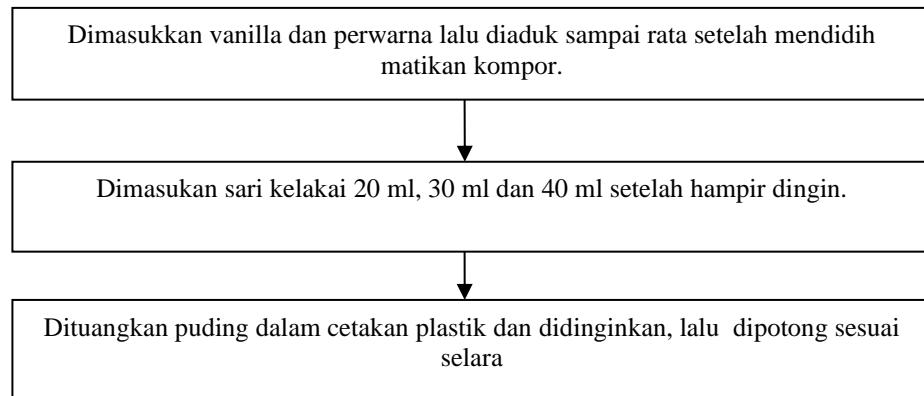 Dimasukkan vanilla dan perwarna lalu diaduk sampai rata setelah mendidih
matikan kompor.
Dimasukan sari kelakai 20 ml, 30 ml dan 40 ml setelah hampir dingin.
Dituangkan puding dalam cetakan plastik dan didinginkan, lalu  dipotong sesuai
selara